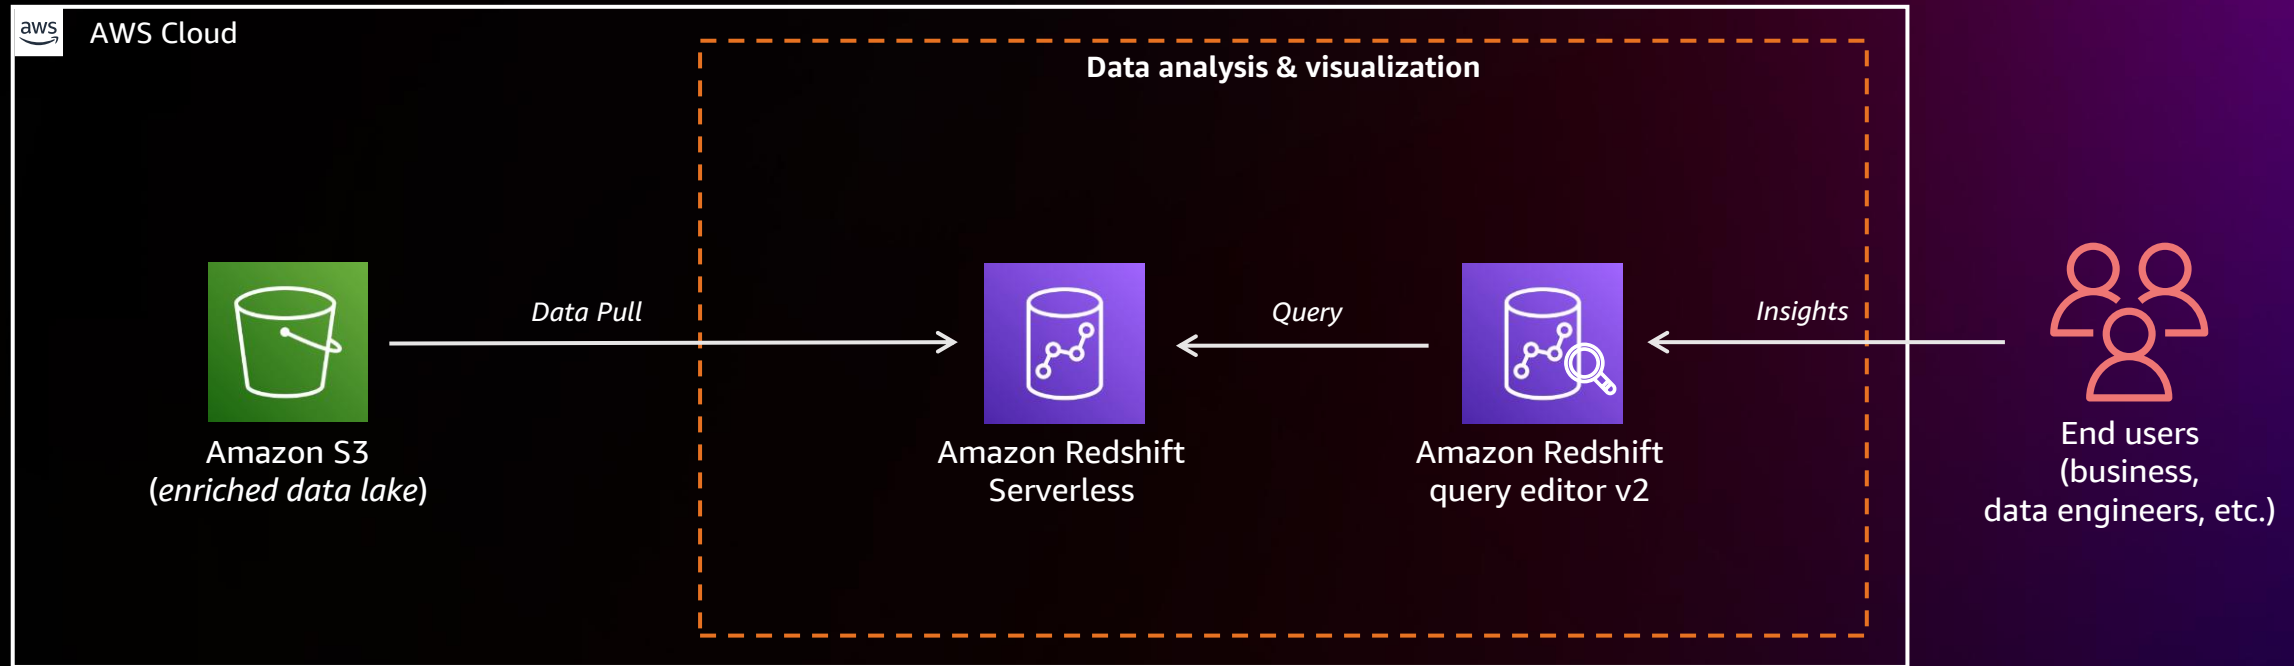 aws
AWS Cloud
Data analysis & visualization
Data Pull
Query
Insights
Amazon S3
(enriched data lake)
Amazon Redshift
Serverless
Amazon Redshift
query editor v2
End users
(business,
data engineers, etc.)